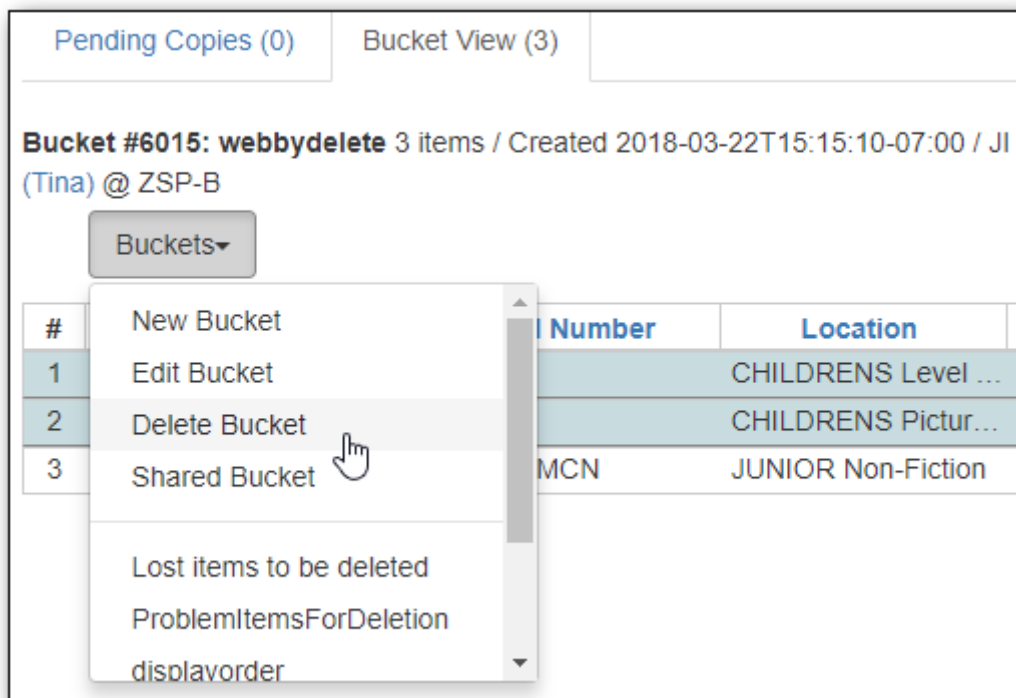 Pending Copies (0) Bucket View (3)
Bucket #6015: webbydelete 3 items / Created 2018-03-22T15:15:10-07:00 / JI
(Tina) @ ZSP-B
Buckets
New Bucket
Edit Bucket
Delete Bucket
Shared Bucket
Lost items to be deleted
ProblemItemsForDeletion
displayorder
# Number Location
1 CHILDRENS Level ...
2 CHILDRENS Pictur...
3 MCN JUNIOR Non-Fiction